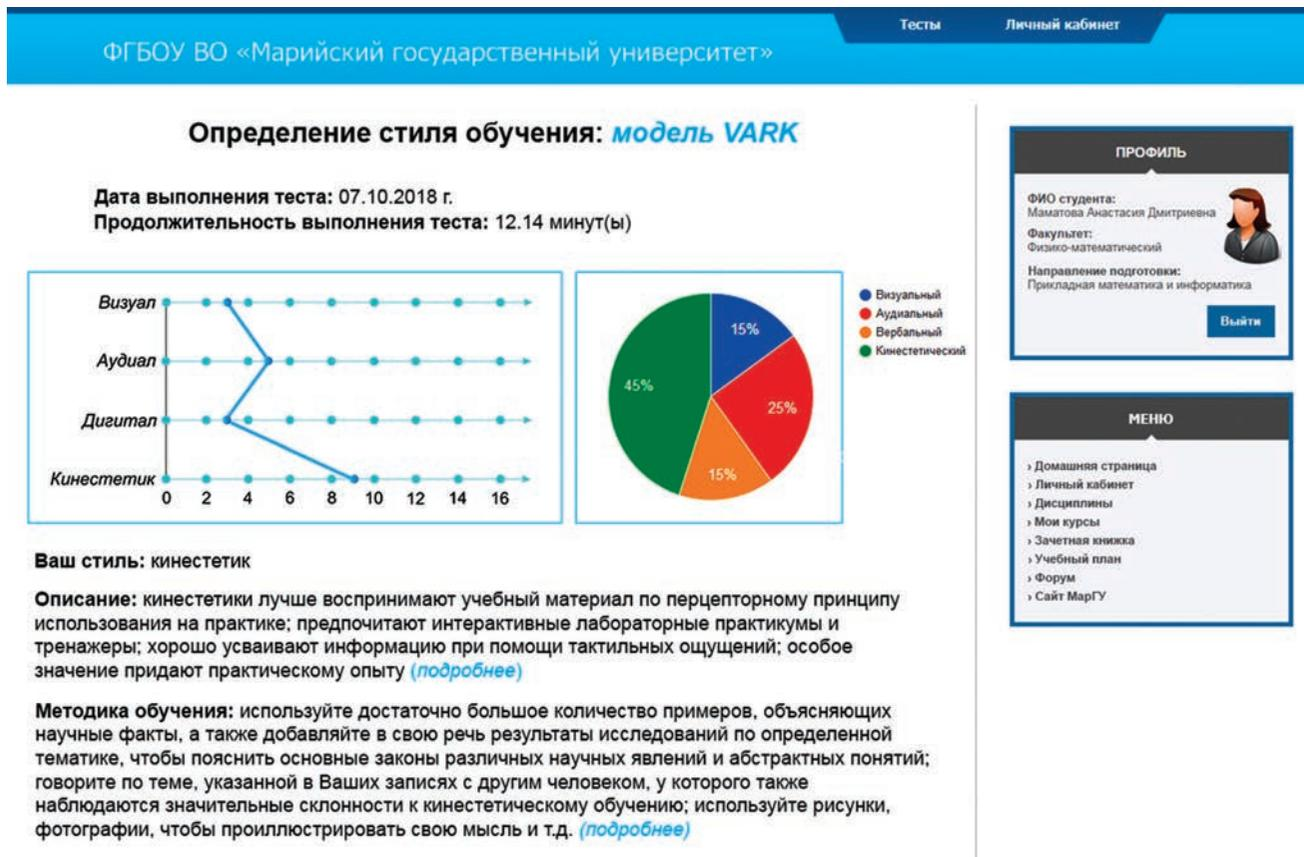 Тесты
Личный кабинет
ФГБОУ ВО «Марийский государственный университет»
Определение стиля обучения: модель VARK
Дата выполнения теста: 07.10.2018 г.
Продолжительность выполнения теста: 12.14 минут(ы)
Визуал
Аудиал
Дигитал
Кинестетик
0 2 4 6 8 10 12 14 16
15%
25%
15%
45%
Визуальный
Аудиальный
Вербальный
Кинестетический
Ваш стиль: кинестетик
Описание: кинестетики лучше воспринимают учебный материал по перцепторному принципу
использования на практике; предпочитают интерактивные лабораторные практикумы и
тренажеры; хорошо усваивают информацию при помощи тактильных ощущений; особое
значение придают практическому опыту (подробнее)
Методика обучения: используйте достаточно большое количество примеров, объясняющих
научные факты, а также добавляйте в свою речь результаты исследований по определенной
тематике, чтобы пояснить основные законы различных научных явлений и абстрактных понятий;
говорите по теме, указанной в Ваших записях с другим человеком, у которого также
наблюдаются значительные склонности к кинестетическому обучению; используйте рисунки,
фотографии, чтобы проиллюстрировать свою мысль и т.д. (подробнее)
ПРОФИЛЬ
ФИО студента:
Маматова Анастасия Дмитриевна
Факультет:
Физико-математический
Направление подготовки:
Прикладная математика и информатика
Выйти
МЕНЮ
› Домашняя страница
› Личный кабинет
› Дисциплины
› Мои курсы
› Зачетная книжка
› Учебный план
› Форум
› Сайт МарГУ